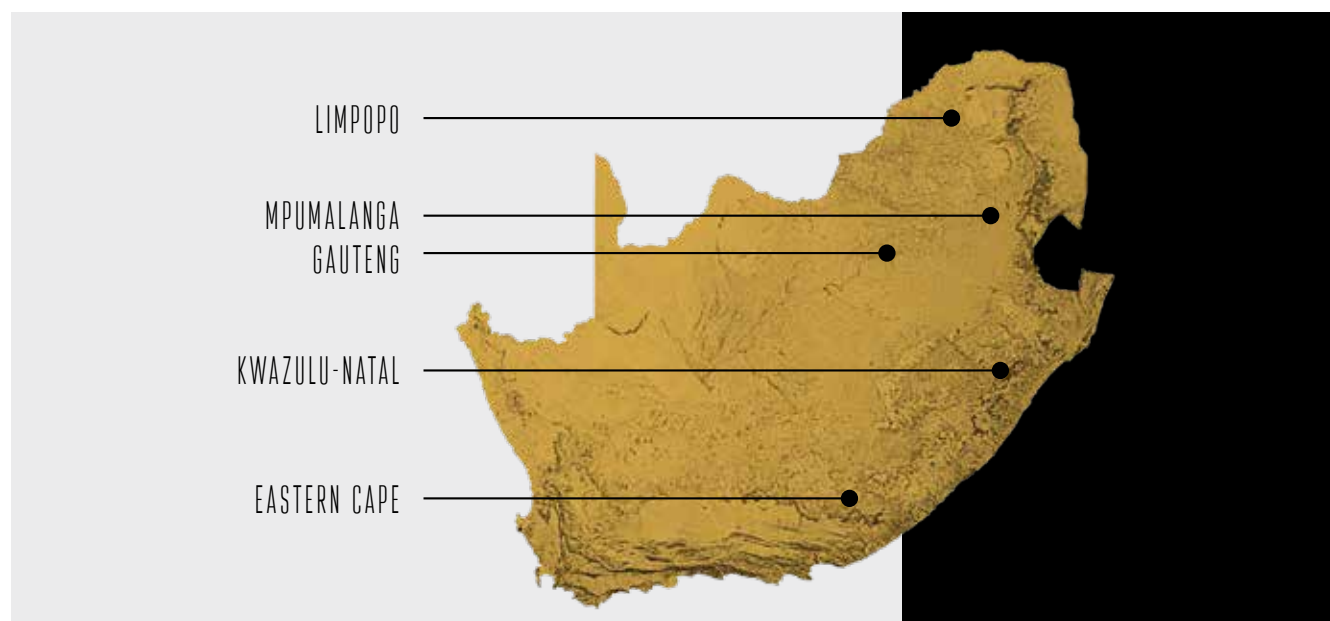 LIMPOPO
MPUMALANGA
GAUTENG
KWAZULU-NATAL
EASTERN CAPE